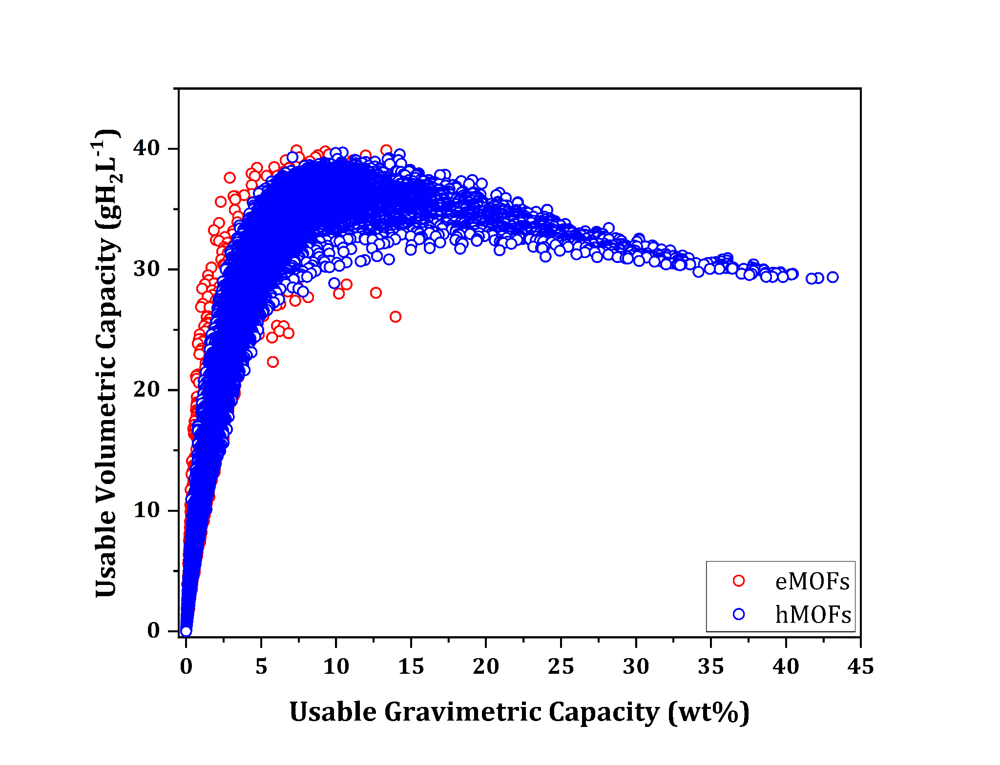 Usable Volumetric Capacity (gH₂L⁻¹)
40
30
20
10
0
0 5 10 15 20 25 30 35 40 45
Usable Gravimetric Capacity (wt%)
eMOFs
hMOFs